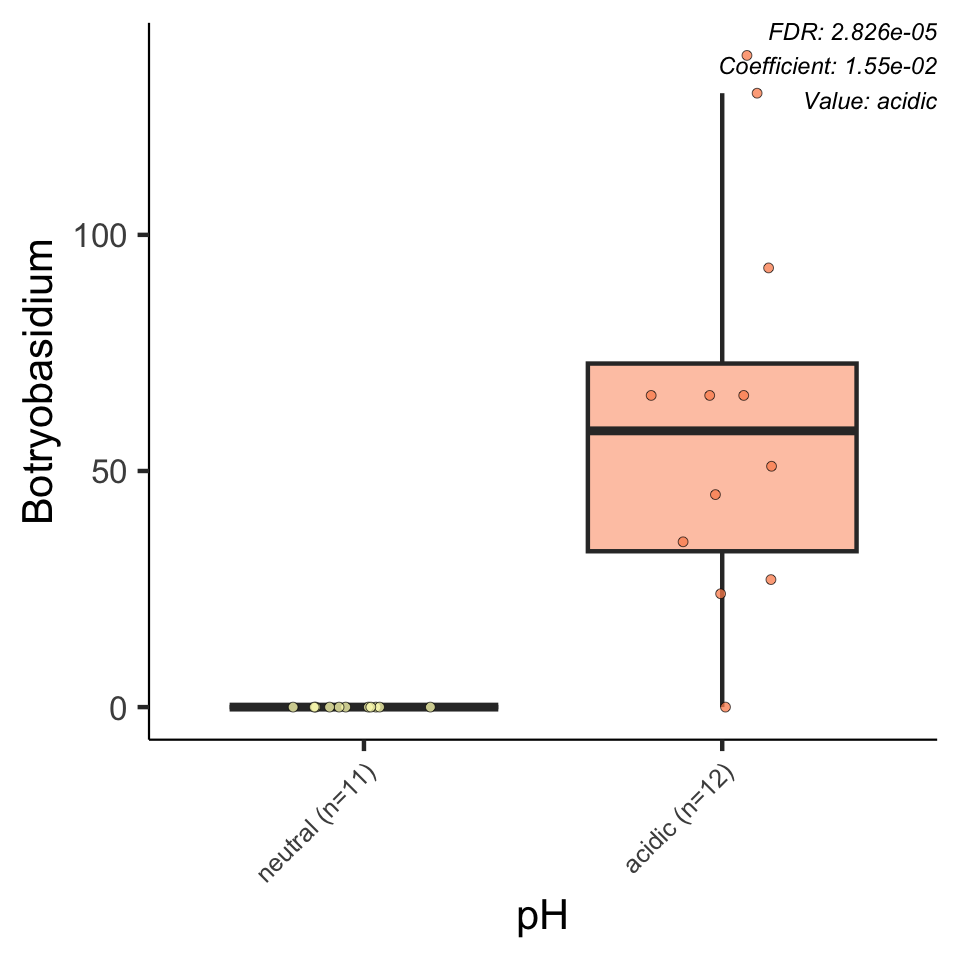 FDR: 2.826e-05
Coefficient: 1.55e-02
Value: acidic
Botryobasidium
100
50
0
neutral (n=11)
acidic (n=12)
pH